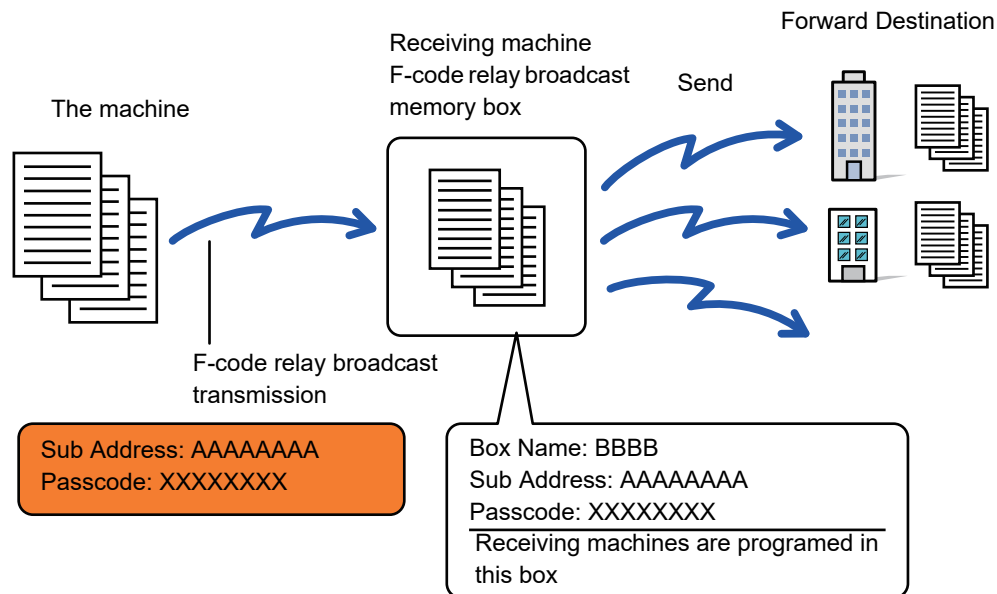 Forward Destination
Receiving machine
F-code relay broadcast
memory box
Send
The machine
F-code relay broadcast
transmission
Sub Address: AAAAAAAA
Passcode: XXXXXXXX
Box Name: BBBB
Sub Address: AAAAAAAA
Passcode: XXXXXXXX
Receiving machines are programed in
this box